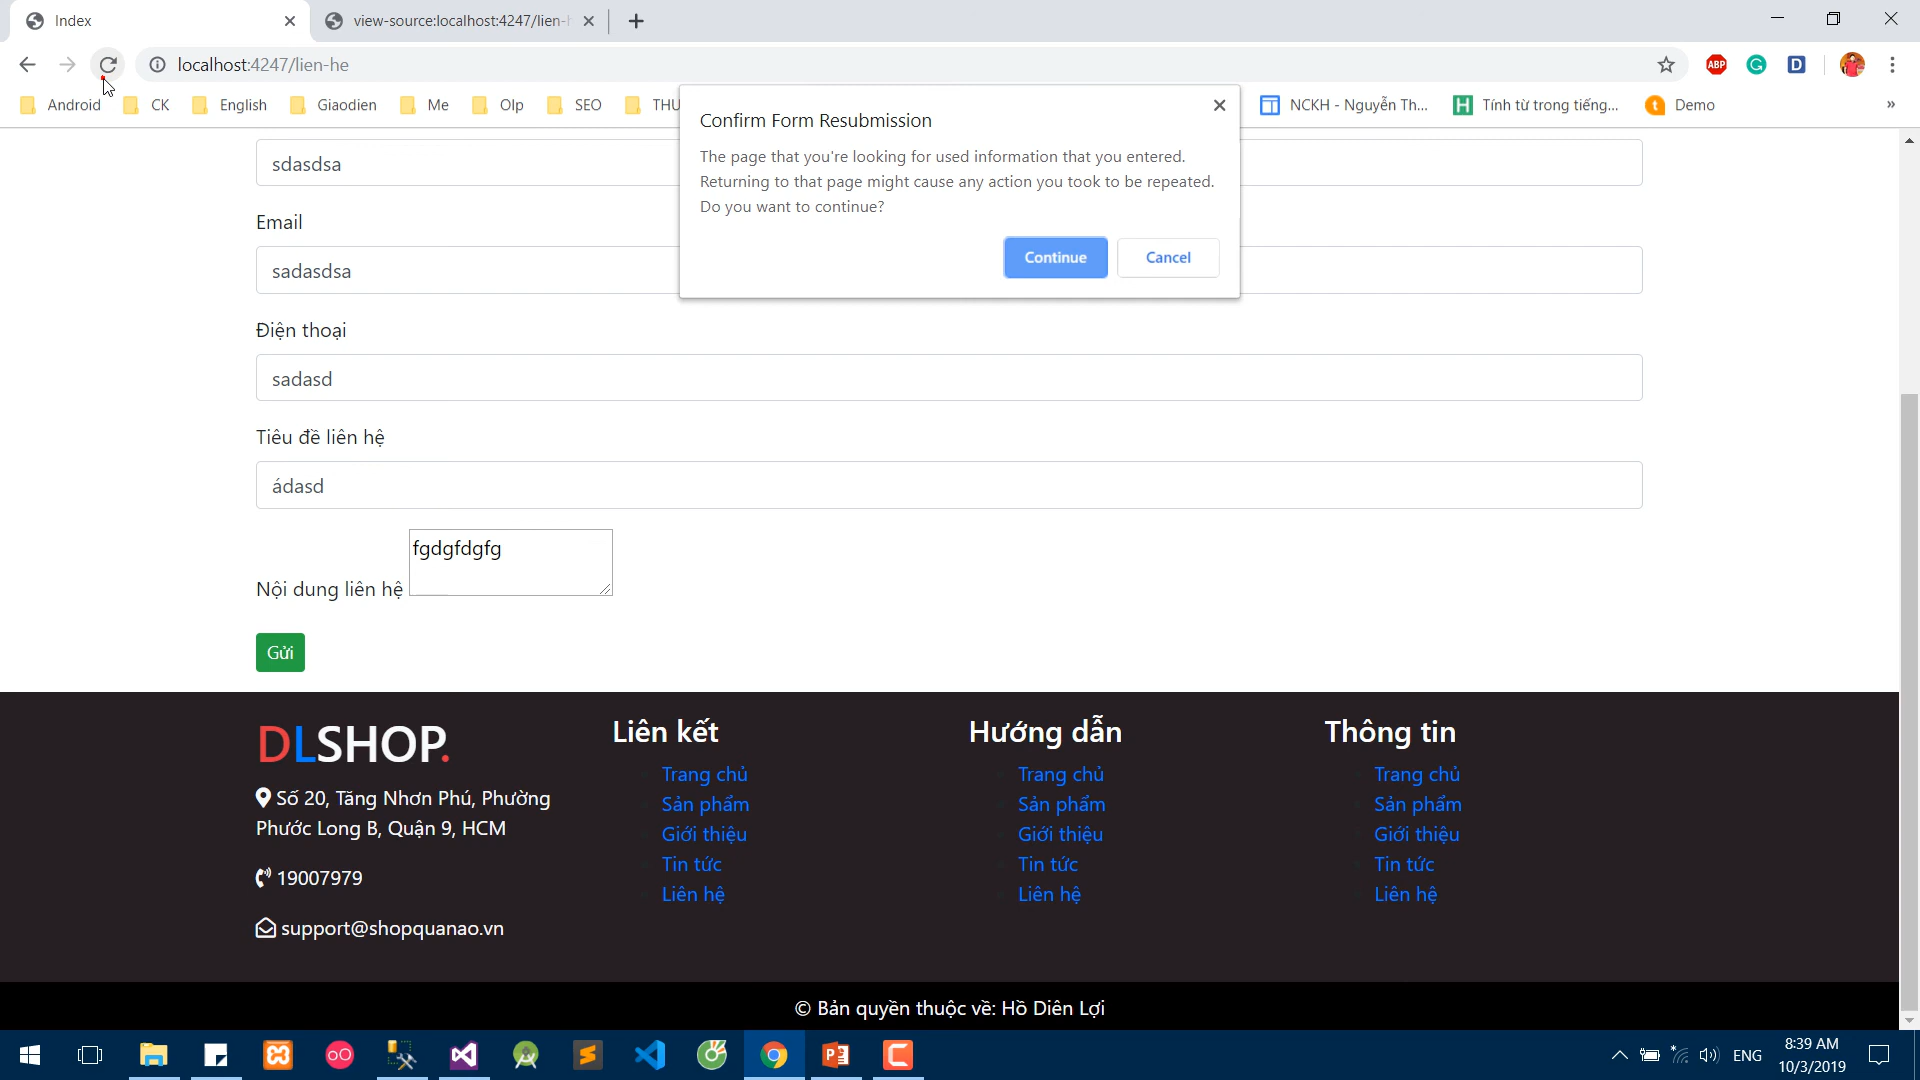 Index
view-source:localhost:4247/lien-h
localhost:4247/lien-he
ABP
Android
CK
English
Giaodien
Me
Olp
SEO
THU
NCKH - Nguyễn Th...
Tính từ trong tiếng...
Demo
»
Confirm Form Resubmission
The page that you're looking for used information that you entered.
Returning to that page might cause any action you took to be repeated.
Do you want to continue?
Continue
Cancel
sdasdsa
Email
sadasdsa
Điện thoại
sadasd
Tiêu đề liên hệ
ádasd
fgdgfdgfg
Nội dung liên hệ
Gửi
DLSHOP.
Số 20, Tăng Nhơn Phú, Phường
Phước Long B, Quận 9, HCM
19007979
support@shopquanao.vn
Liên kết
Trang chủ
Sản phẩm
Giới thiệu
Tin tức
Liên hệ
Hướng dẫn
Trang chủ
Sản phẩm
Giới thiệu
Tin tức
Liên hệ
Thông tin
Trang chủ
Sản phẩm
Giới thiệu
Tin tức
Liên hệ
© Bản quyền thuộc về: Hồ Diên Lợi
ENG
8:39 AM
10/3/2019